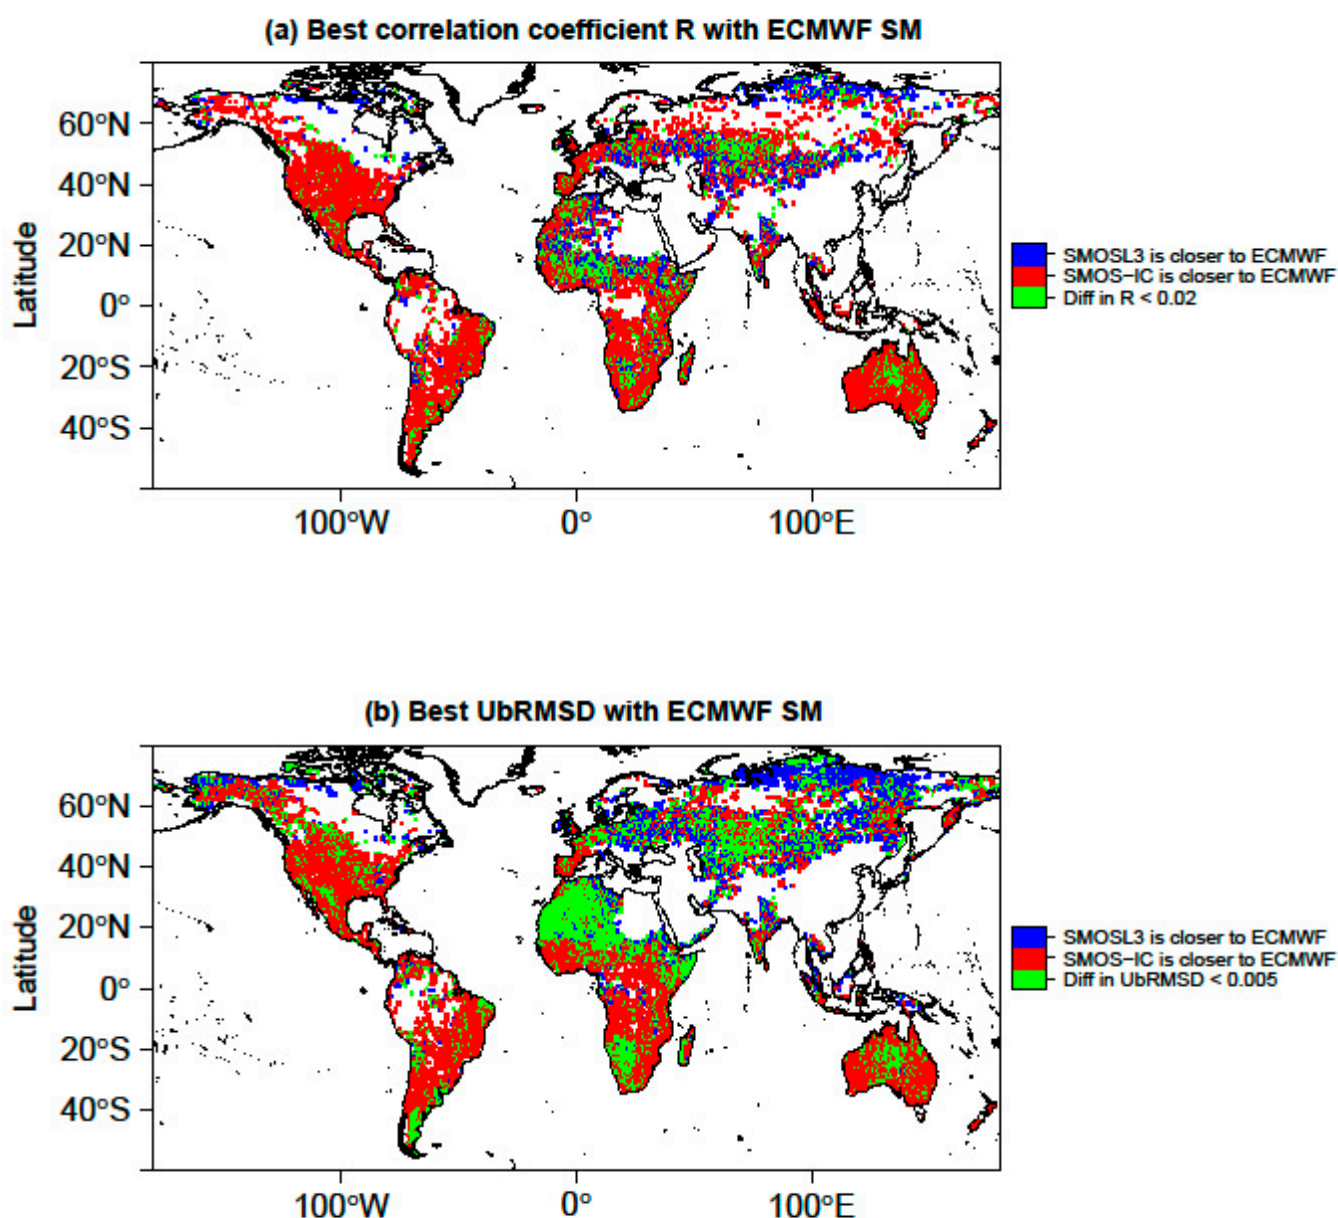 (a) Best correlation coefficient R with ECMWF SM
60°N
40°N
20°N
0°
20°S
40°S
Latitude
100°W 0° 100°E
SMOSL3 is closer to ECMWF
SMOS-IC is closer to ECMWF
Diff in R < 0.02
(b) Best UbRMSD with ECMWF SM
60°N
40°N
20°N
0°
20°S
40°S
Latitude
100°W 0° 100°E
SMOSL3 is closer to ECMWF
SMOS-IC is closer to ECMWF
Diff in UbRMSD < 0.005